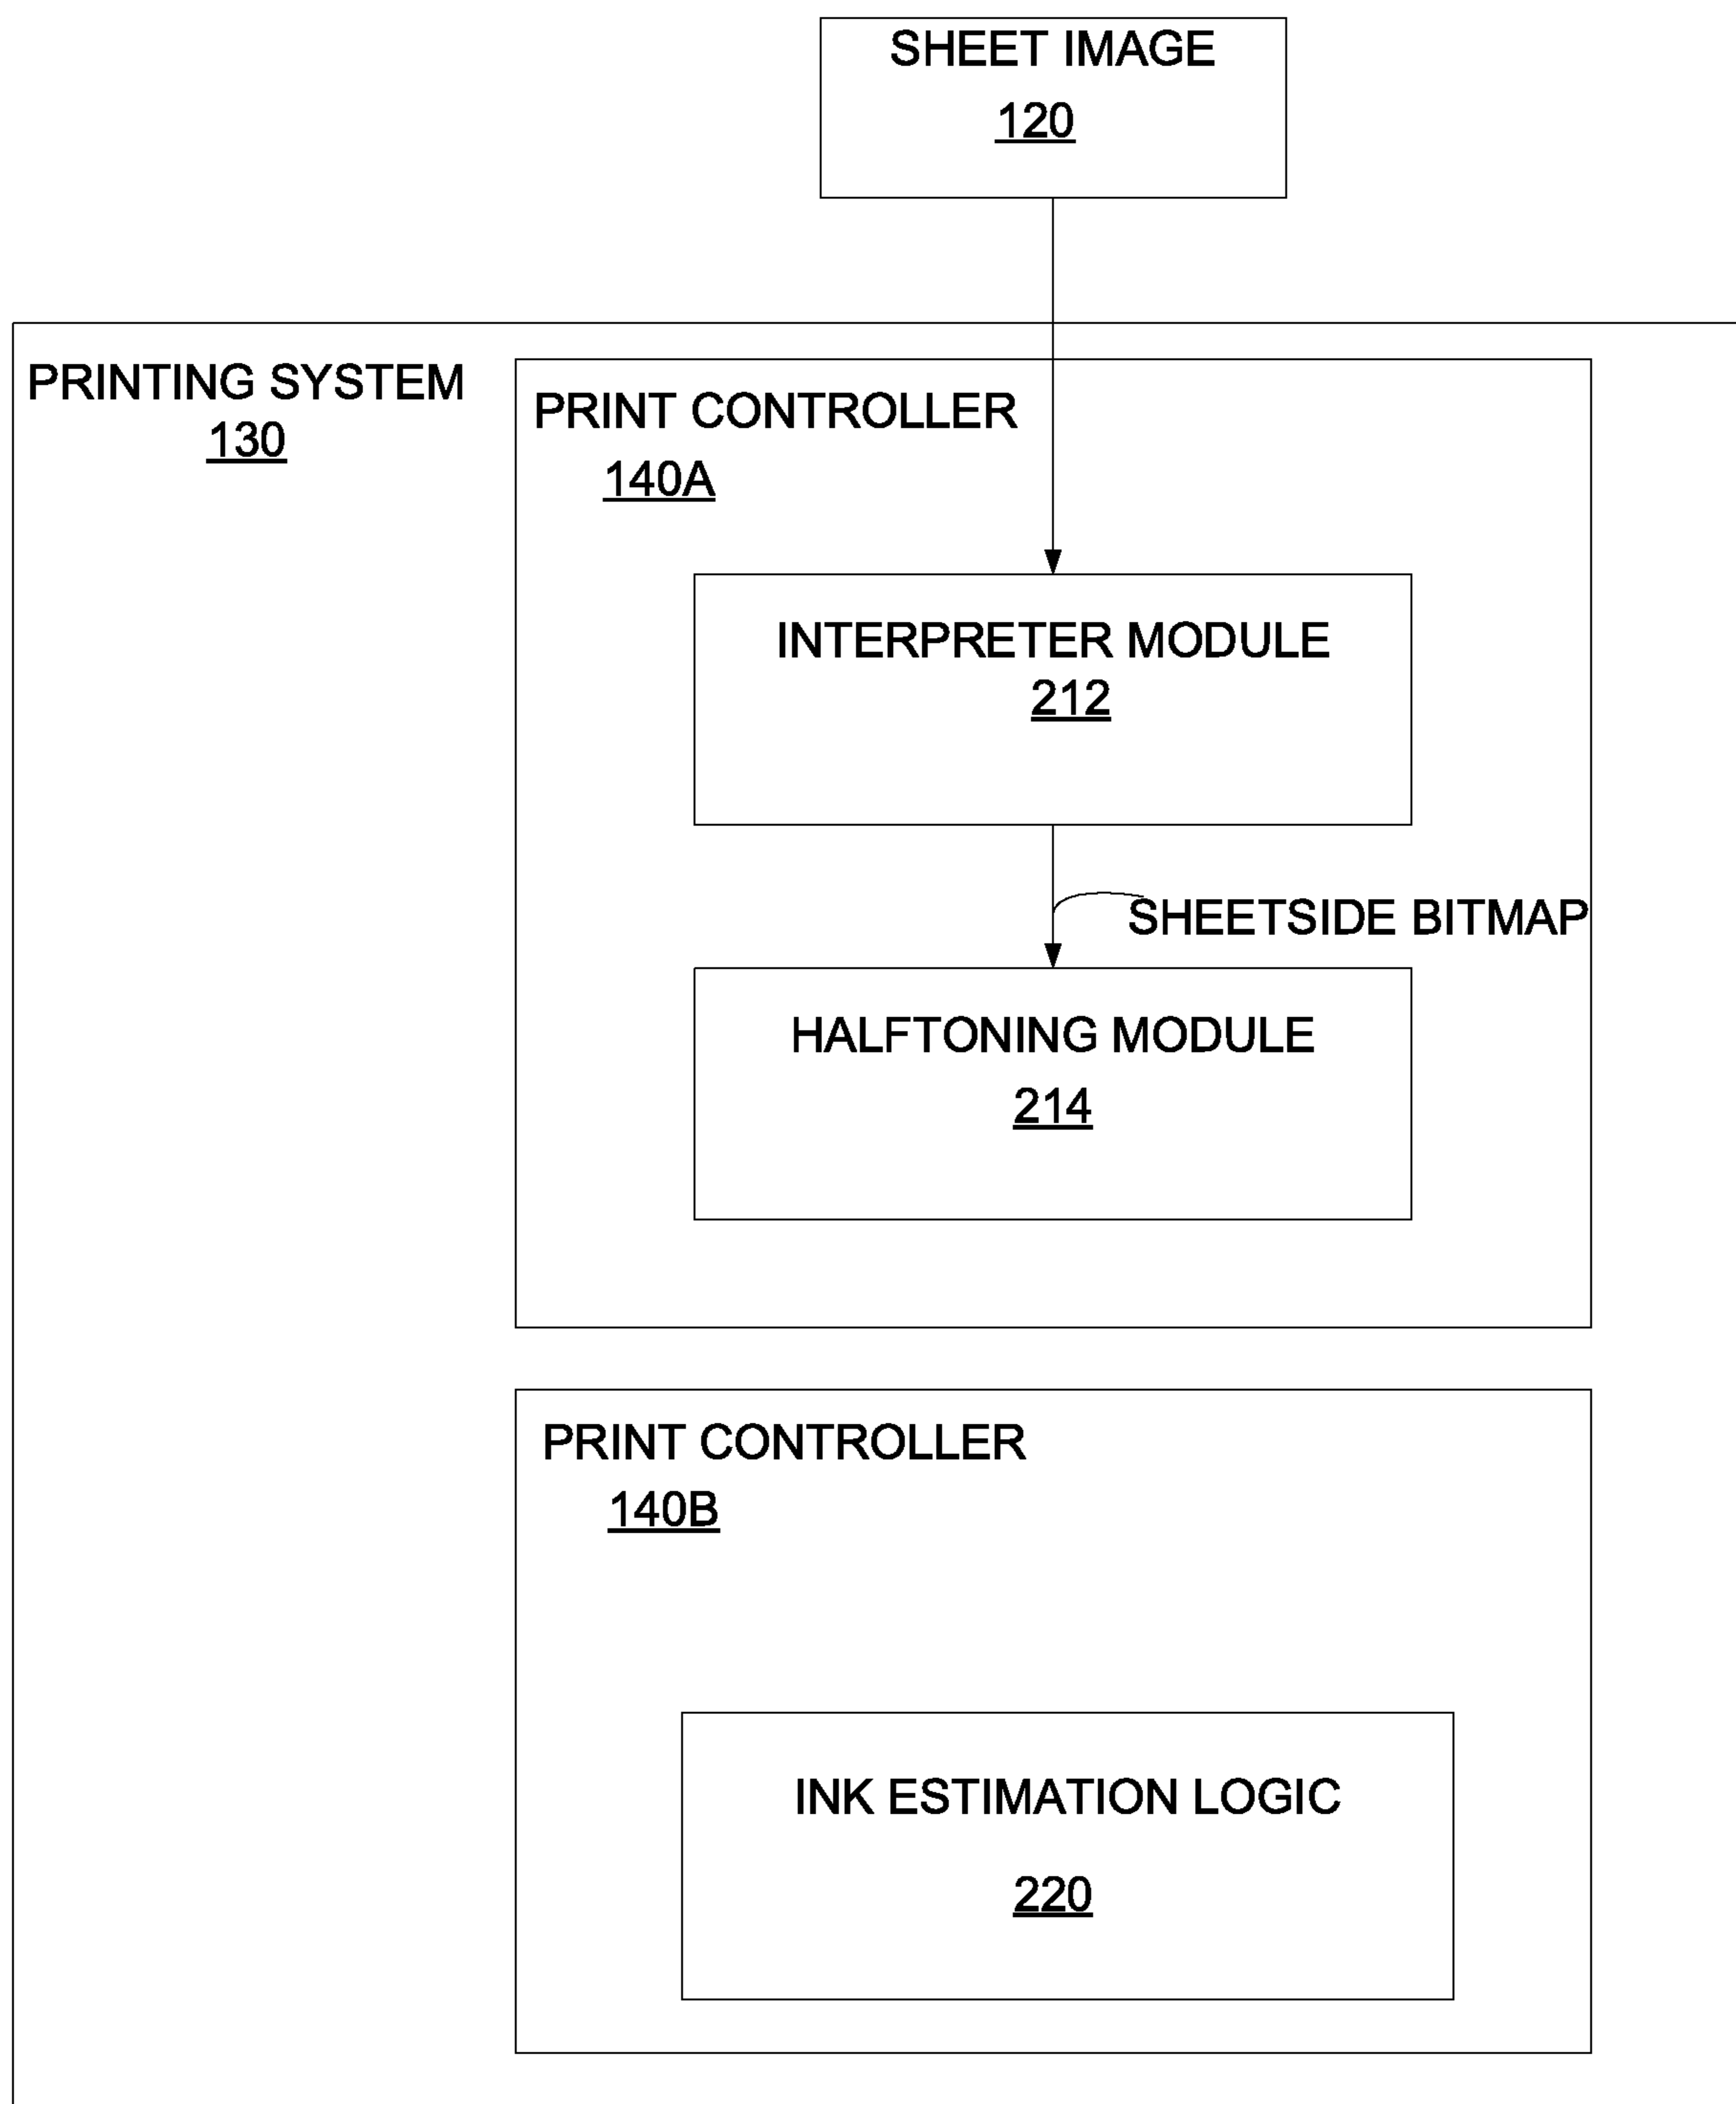 SHEET IMAGE
120
PRINTING SYSTEM
130
PRINT CONTROLLER
140A
INTERPRETER MODULE
212
SHEETSIDE BITMAP
HALFTONING MODULE
214
PRINT CONTROLLER
140B
INK ESTIMATION LOGIC
220